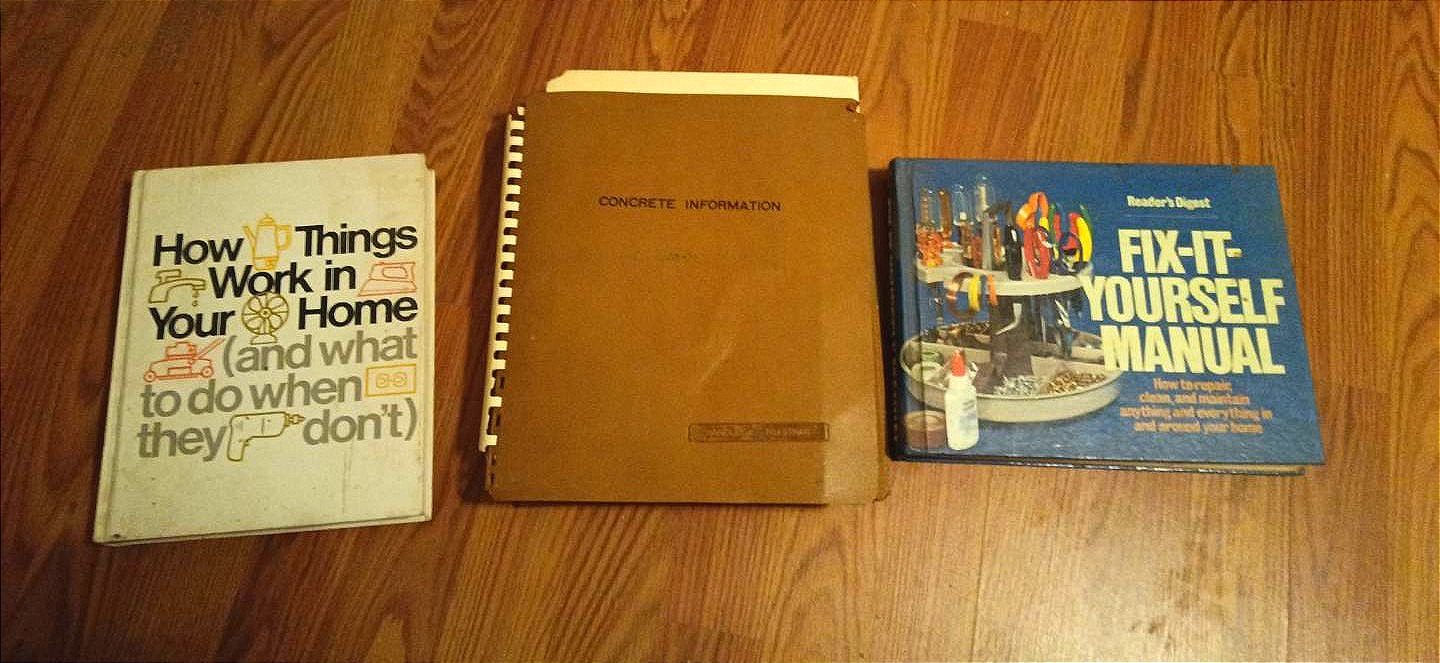 How Things
Work in
Your Home
(and what
to do when
they don't)
CONCRETE INFORMATION
Reader's Digest
FIX-IT-
YOURSELF
MANUAL
How to repair,
clean, and maintain
anything and everything in
and around your home